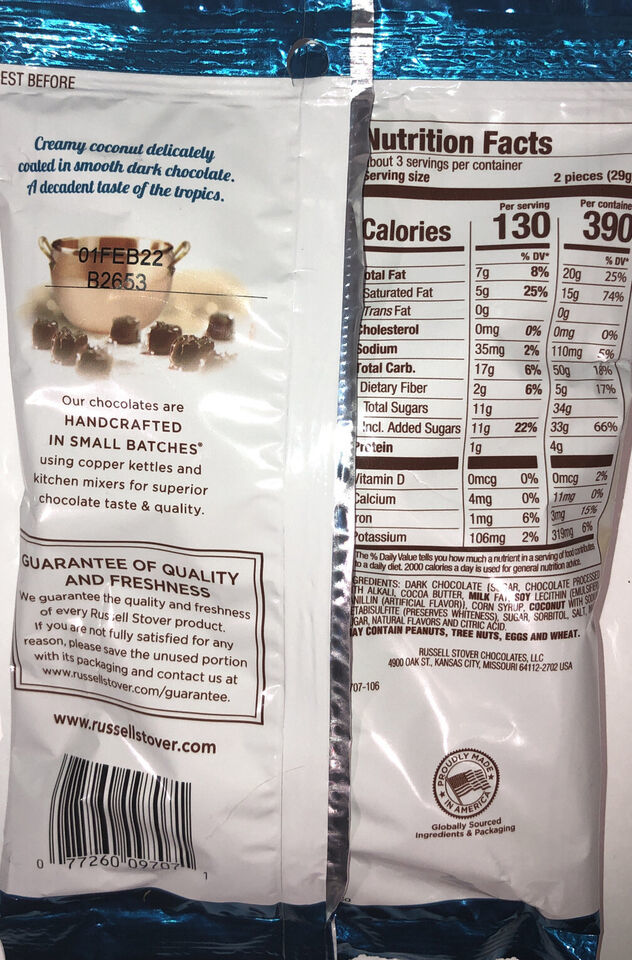 EST BEFORE
Creamy coconut delicately
coated in smooth dark chocolate.
A decadent taste of the tropics.
01FEB22
B2653
Our chocolates are
HANDCRAFTED
IN SMALL BATCHES®
using copper kettles and
kitchen mixers for superior
chocolate taste & quality.
GUARANTEE OF QUALITY
AND FRESHNESS
We guarantee the quality and freshness
of every Russell Stover product.
If you are not fully satisfied for any
reason, please save the unused portion
with its packaging and contact us at
www.russellstover.com/guarantee.
www.russellstover.com
0 77260 09707 1
Nutrition Facts
bout 3 servings per container
Serving size 2 pieces (29g
Per serving Per containe
Calories 130 390
% DV* % DV*
otal Fat 7g 8% 20g 25%
Saturated Fat 5g 25% 15g 74%
Trans Fat 0g 0g
Cholesterol 0mg 0% 0mg 0%
Sodium 35mg 2% 110mg 5%
Total Carb. 17g 6% 50g 18%
Dietary Fiber 2g 6% 5g 17%
Total Sugars 11g 34g
Incl. Added Sugars 11g 22% 33g 66%
Protein 1g 4g
Vitamin D 0mcg 0% 0mcg 2%
Calcium 4mg 0% 11mg 0%
ron 1mg 6% 3mg 15%
Potassium 106mg 2% 319mg 6%
The % Daily Value tells you how much a nutrient in a serving of food contributes
to a daily diet. 2000 calories a day is used for general nutrition advice.
GREDIENTS: DARK CHOCOLATE (SUGAR, CHOCOLATE PROCESSED
TH ALKALI, COCOA BUTTER, MILK FAT, SOY LECITHIN (EMULSIFIER
NILLIN (ARTIFICIAL FLAVOR)), CORN SYRUP, COCONUT WITH SODI
ETABISULFITE (PRESERVES WHITENESS), SUGAR, SORBITOL, SALT,
GAR, NATURAL FLAVORS AND CITRIC ACID.
AY CONTAIN PEANUTS, TREE NUTS, EGGS AND WHEAT.
RUSSELL STOVER CHOCOLATES, LLC
4900 OAK ST., KANSAS CITY, MISSOURI 64112-2702 USA
707-106
PROUDLY MADE
IN AMERICA
Globally Sourced
Ingredients & Packaging